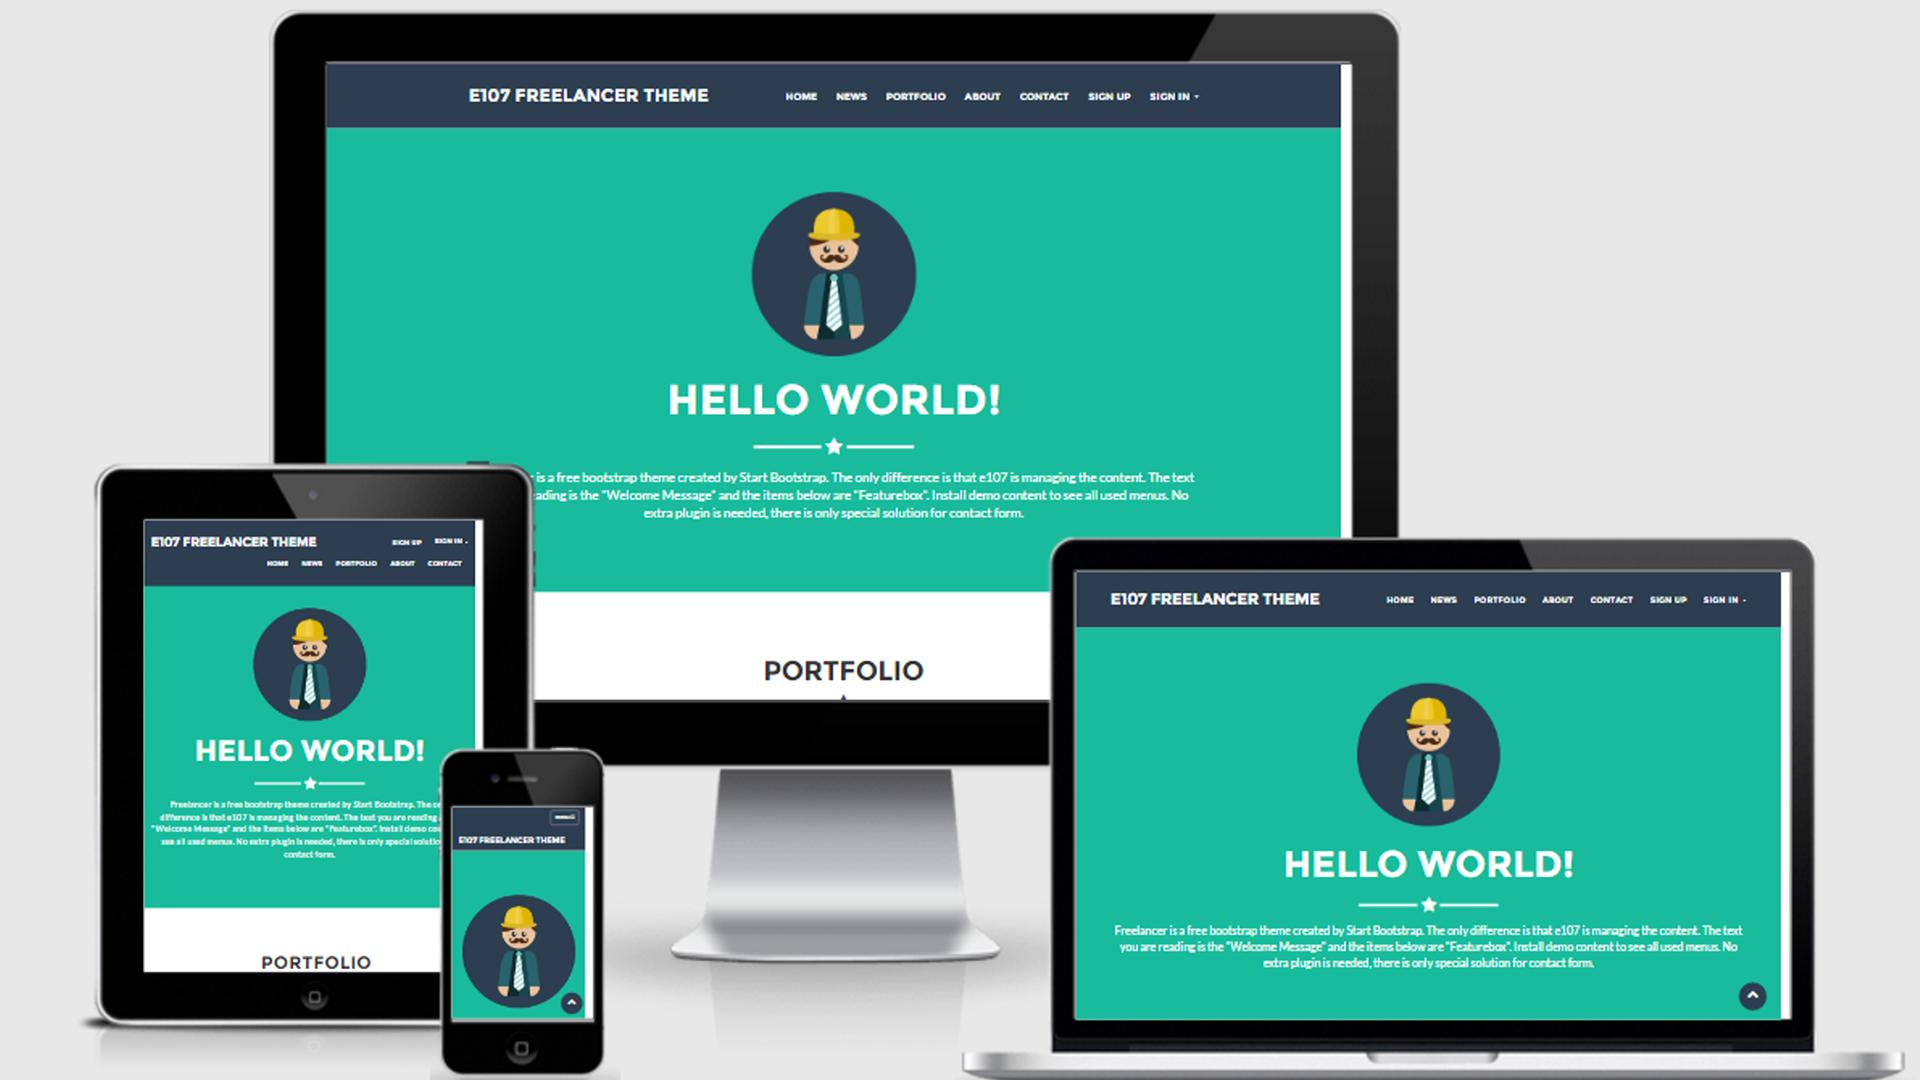 E107 FREELANCER THEME
HOME NEWS PORTFOLIO ABOUT CONTACT SIGN UP SIGN IN
HELLO WORLD!
is a free bootstrap theme created by Start Bootstrap. The only difference is that e107 is managing the content. The text
ading is the "Welcome Message" and the items below are "Featurebox". Install demo content to see all used menus. No
extra plugin is needed, there is only special solution for contact form.
PORTFOLIO
E107 FREELANCER THEME SIGN UP SIGN IN
HOME NEWS PORTFOLIO ABOUT CONTACT
HELLO WORLD!
Freelancer is a free bootstrap theme created by Start Bootstrap. The
difference is that e107 is managing the content. The text you are reading
"Welcome Message" and the items below are "Featurebox". Install demo
see all used menus. No extra plugin is needed, there is only special
contact form.
PORTFOLIO
E107 FREELANCER THEME
E107 FREELANCER THEME HOME NEWS PORTFOLIO ABOUT CONTACT SIGN UP SIGN IN
HELLO WORLD!
Freelancer is a free bootstrap theme created by Start Bootstrap. The only difference is that e107 is managing the content. The text
you are reading is the "Welcome Message" and the items below are "Featurebox". Install demo content to see all used menus. No
extra plugin is needed, there is only special solution for contact form.